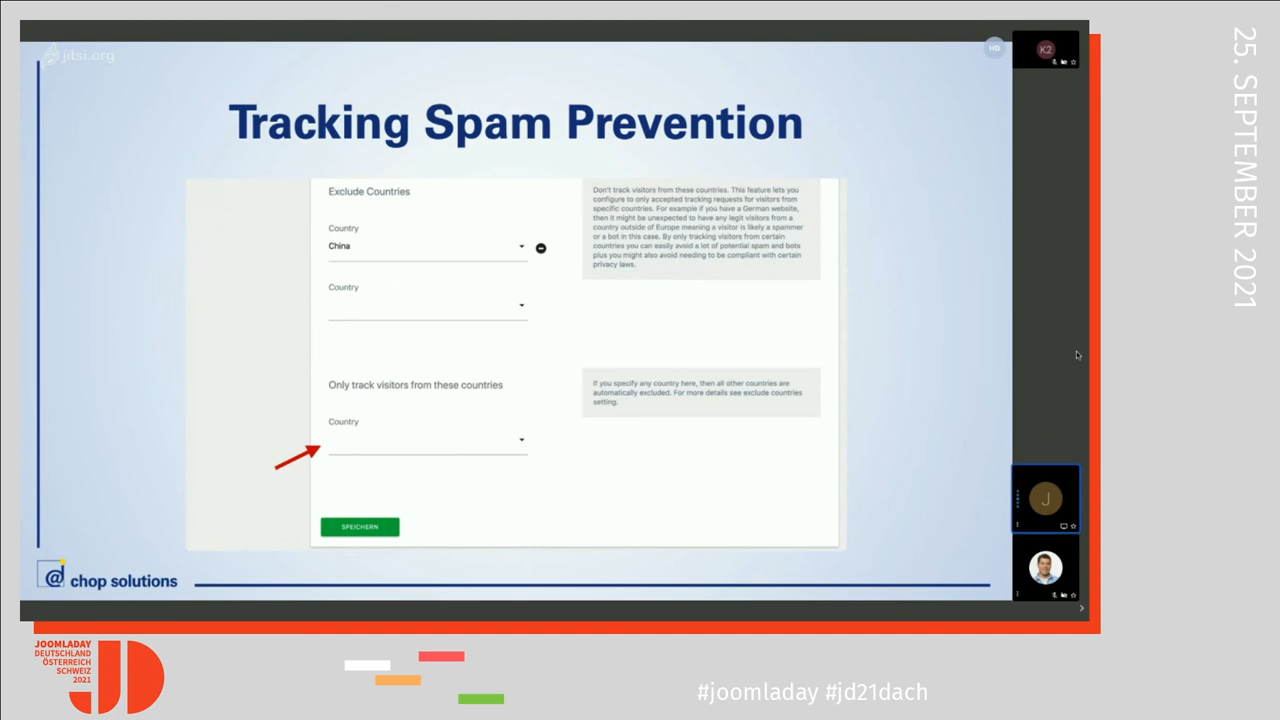 jitsi.org
HD
K2
Tracking Spam Prevention
Exclude Countries
Country
China
Country
Don't track visitors from these countries. This feature lets you
configure to only accepted tracking requests for visitors from
specific countries. For example if you have a German website,
then it might be unexpected to have any legit visitors from a
country outside of Europe meaning a visitor is likely a spammer
or a bot in this case. By only tracking visitors from certain
countries you can easily avoid a lot of potential spam and bots
plus you might also avoid needing to be compliant with certain
privacy laws.
Only track visitors from these countries
Country
If you specify any country here, then all other countries are
automatically excluded. For more details see exclude countries
setting.
SPEICHERN
J
@ chop solutions
25. SEPTEMBER 2021
JOOMLADAY
DEUTSCHLAND
ÖSTERREICH
SCHWEIZ
2021
JD
#joomladay #jd21dach